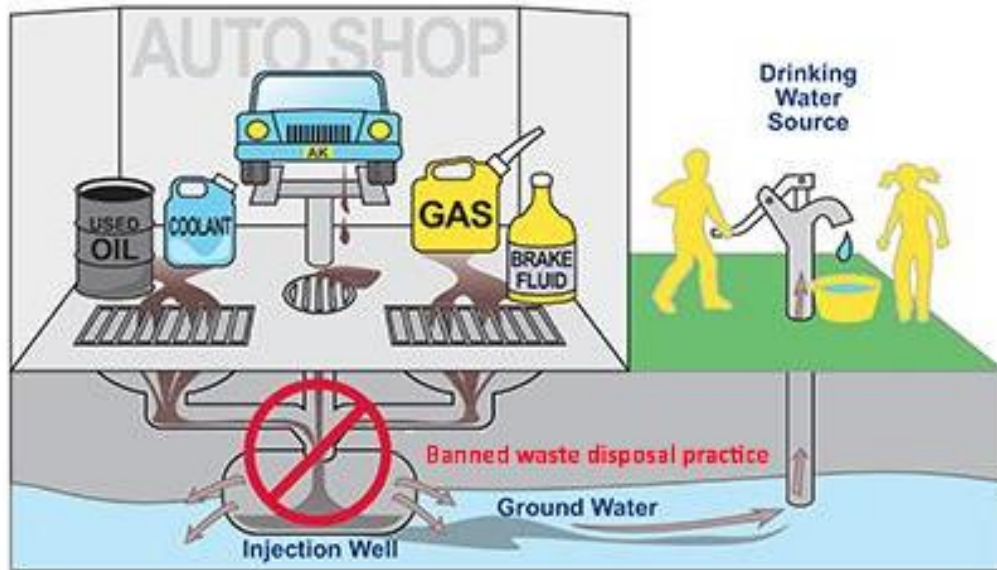 AUTO SHOP
Drinking
Water
Source
AK
USED
OIL
COOLANT
GAS
BRAKE
FLUID
Banned waste disposal practice
Ground Water
Injection Well